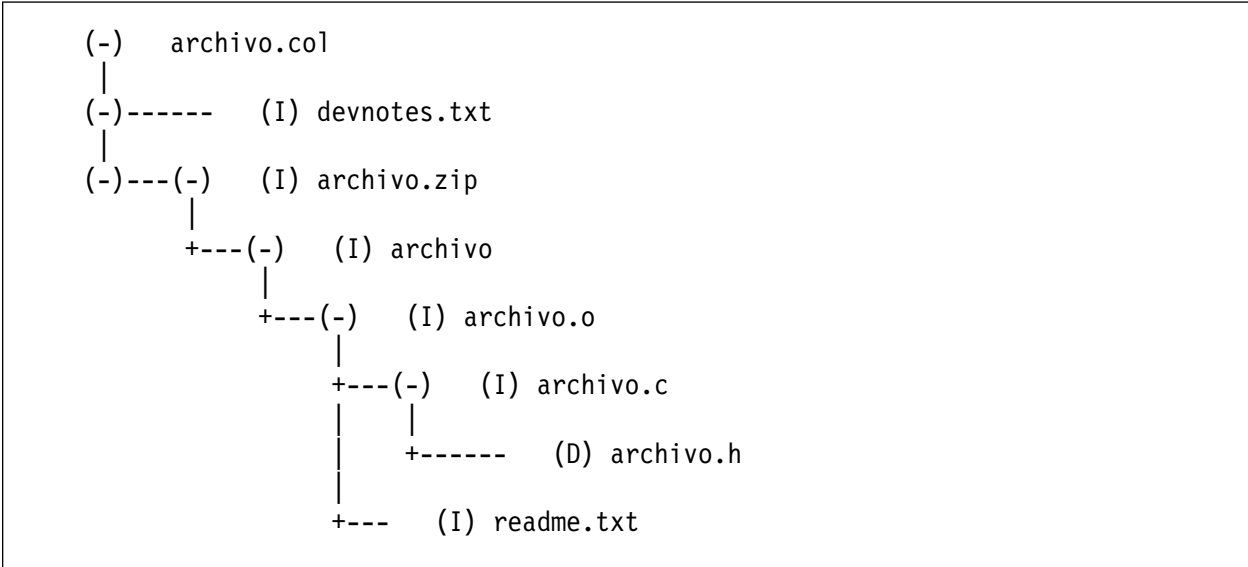 (-)   archivo.col
 |
(-)------   (I) devnotes.txt
 |
(-)---(-)   (I) archivo.zip
       |
       +---(-)   (I) archivo
            |
            +---(-)   (I) archivo.o
                 |
                 +---(-)   (I) archivo.c
                 |    |
                 |    +------   (D) archivo.h
                 |
                 +---   (I) readme.txt